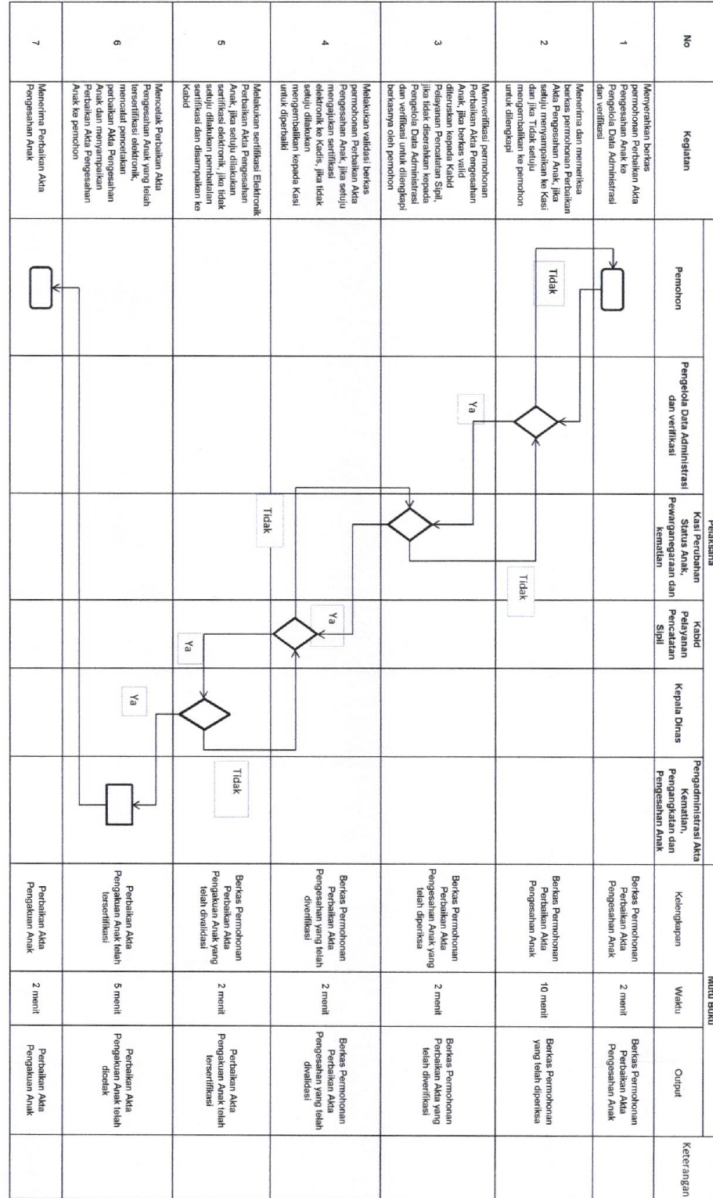 No
Kegiatan
Pelaksana
Mutu Buku
Keterangan
Pemohon
Pengelola Data Administrasi
dan verifikasi
Kasi Perubahan
Status Anak,
Pewarganegaraan dan
kematian
Kabid
Pelayanan
Pencatatan
Sipil
Kepala Dinas
Pengadministrasi Akta
Kematian,
Pengangkatan dan
Pengesahan Anak
Kelengkapan
Waktu
Output
1
Menyerahkan berkas
permohonan Perbaikan Akta
Pengesahan Anak ke
Pengelola Data Administrasi
dan verifikasi
Berkas Permohonan
Perbaikan Akta
Pengesahan Anak
2 menit
Berkas Permohonan
Perbaikan Akta
Pengesahan Anak
2
Menerima dan memeriksa
berkas permohonan Perbaikan
Akta Pengesahan Anak, jika
setuju menyampaikan ke Kasi
dan jika Tidak setuju
mengembalikan ke pemohon
untuk dilengkapi
Tidak
Ya
Tidak
Berkas Permohonan
Perbaikan Akta
Pengesahan Anak
10 menit
Berkas Permohonan
yang telah diperiksa
3
Memverifikasi permohonan
Perbaikan Akta Pengesahan
Anak, jika berkas valid
diteruskan kepada Kabid
Pelayanan Pencatatan Sipil,
jika tidak diserahkan kepada
Pengelola Data Administrasi
dan verifikasi untuk dilengkapi
berkasnya oleh pemohon
Berkas Permohonan
Perbaikan Akta
Pengesahan Anak yang
telah diperiksa
2 menit
Berkas Permohonan
Perbaikan Akta yang
telah diverifikasi
4
Melakukan validasi berkas
permohonan Perbaikan Akta
Pengesahan Anak, jika setuju
mengajukan sertifikasi
elektronik ke Kadis, jika tidak
setuju dilakukan
mengembalikan kepada Kasi
untuk diperbaiki
Tidak
Ya
Berkas Permohonan
Perbaikan Akta
Pengesahan yang telah
diverifikasi
2 menit
Berkas Permohonan
Perbaikan Akta
Pengesahan yang telah
divalidasi
5
Melakukan sertifikasi Elektronik
Perbaikan Akta Pengesahan
Anak, jika setuju dilakukan
sertifikasi elektronik, jika tidak
setuju dilakukan pembatalan
sertifikasi dan disampaikan ke
Kabid
Ya
Tidak
Berkas Permohonan
Perbaikan Akta
Pengakuan Anak yang
telah divalidasi
2 menit
Perbaikan Akta
Pengakuan Anak telah
tersertifikasi
6
Mencetak Perbaikan Akta
Pengesahan Anak yang telah
tersertifikasi elektronik,
mencatat pencetakan
perbaikan Akta Pengesahan
Anak dan menyampaikan
Perbaikan Akta Pengesahan
Anak ke pemohon
Ya
Perbaikan Akta
Pengakuan Anak telah
tersertifikasi
5 menit
Perbaikan Akta
Pengakuan Anak telah
dicetak
7
Menerima Perbaikan Akta
Pengesahan Anak
Perbaikan Akta
Pengakuan Anak
2 menit
Perbaikan Akta
Pengakuan Anak